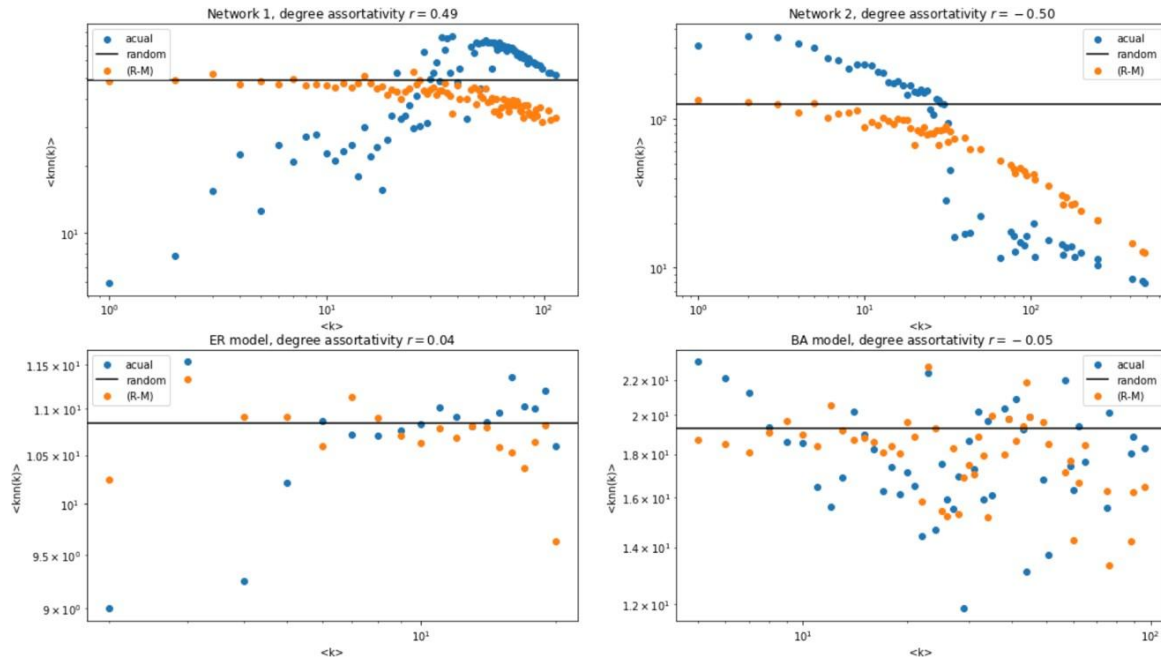 Network 1, degree assortativity r = 0.49
acual
random
(R-M)
<knn(k)>
10¹
10⁰
10¹
10²
<k>
Network 2, degree assortativity r = −0.50
acual
random
(R-M)
<knn(k)>
10²
10¹
10⁰
10¹
10²
<k>
ER model, degree assortativity r = 0.04
acual
random
(R-M)
<knn(k)>
1.15 × 10¹
1.1 × 10¹
1.05 × 10¹
10¹
9.5 × 10⁰
9 × 10⁰
10¹
<k>
BA model, degree assortativity r = −0.05
acual
random
(R-M)
<knn(k)>
2.2 × 10¹
2 × 10¹
1.8 × 10¹
1.6 × 10¹
1.4 × 10¹
1.2 × 10¹
10¹
10²
<k>